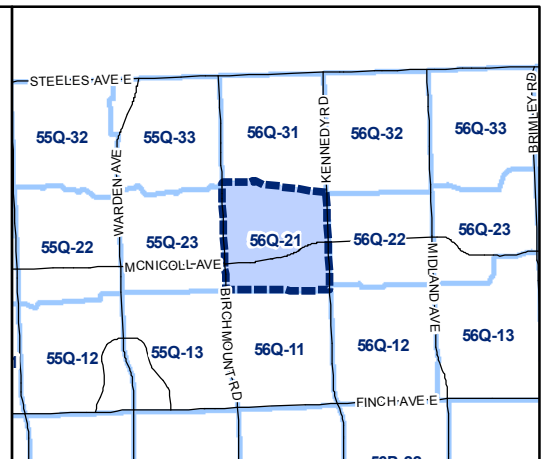 STEELES AVE E
BRIMLEY RD
KENNEDY RD
55Q-32
55Q-33
56Q-31
56Q-32
56Q-33
WARDEN AVE
55Q-22
55Q-23
56Q-21
56Q-22
56Q-23
MCNICOLL AVE
BIRCHMOUNT RD
MIDLAND AVE
55Q-12
55Q-13
56Q-11
56Q-12
56Q-13
FINCH AVE E